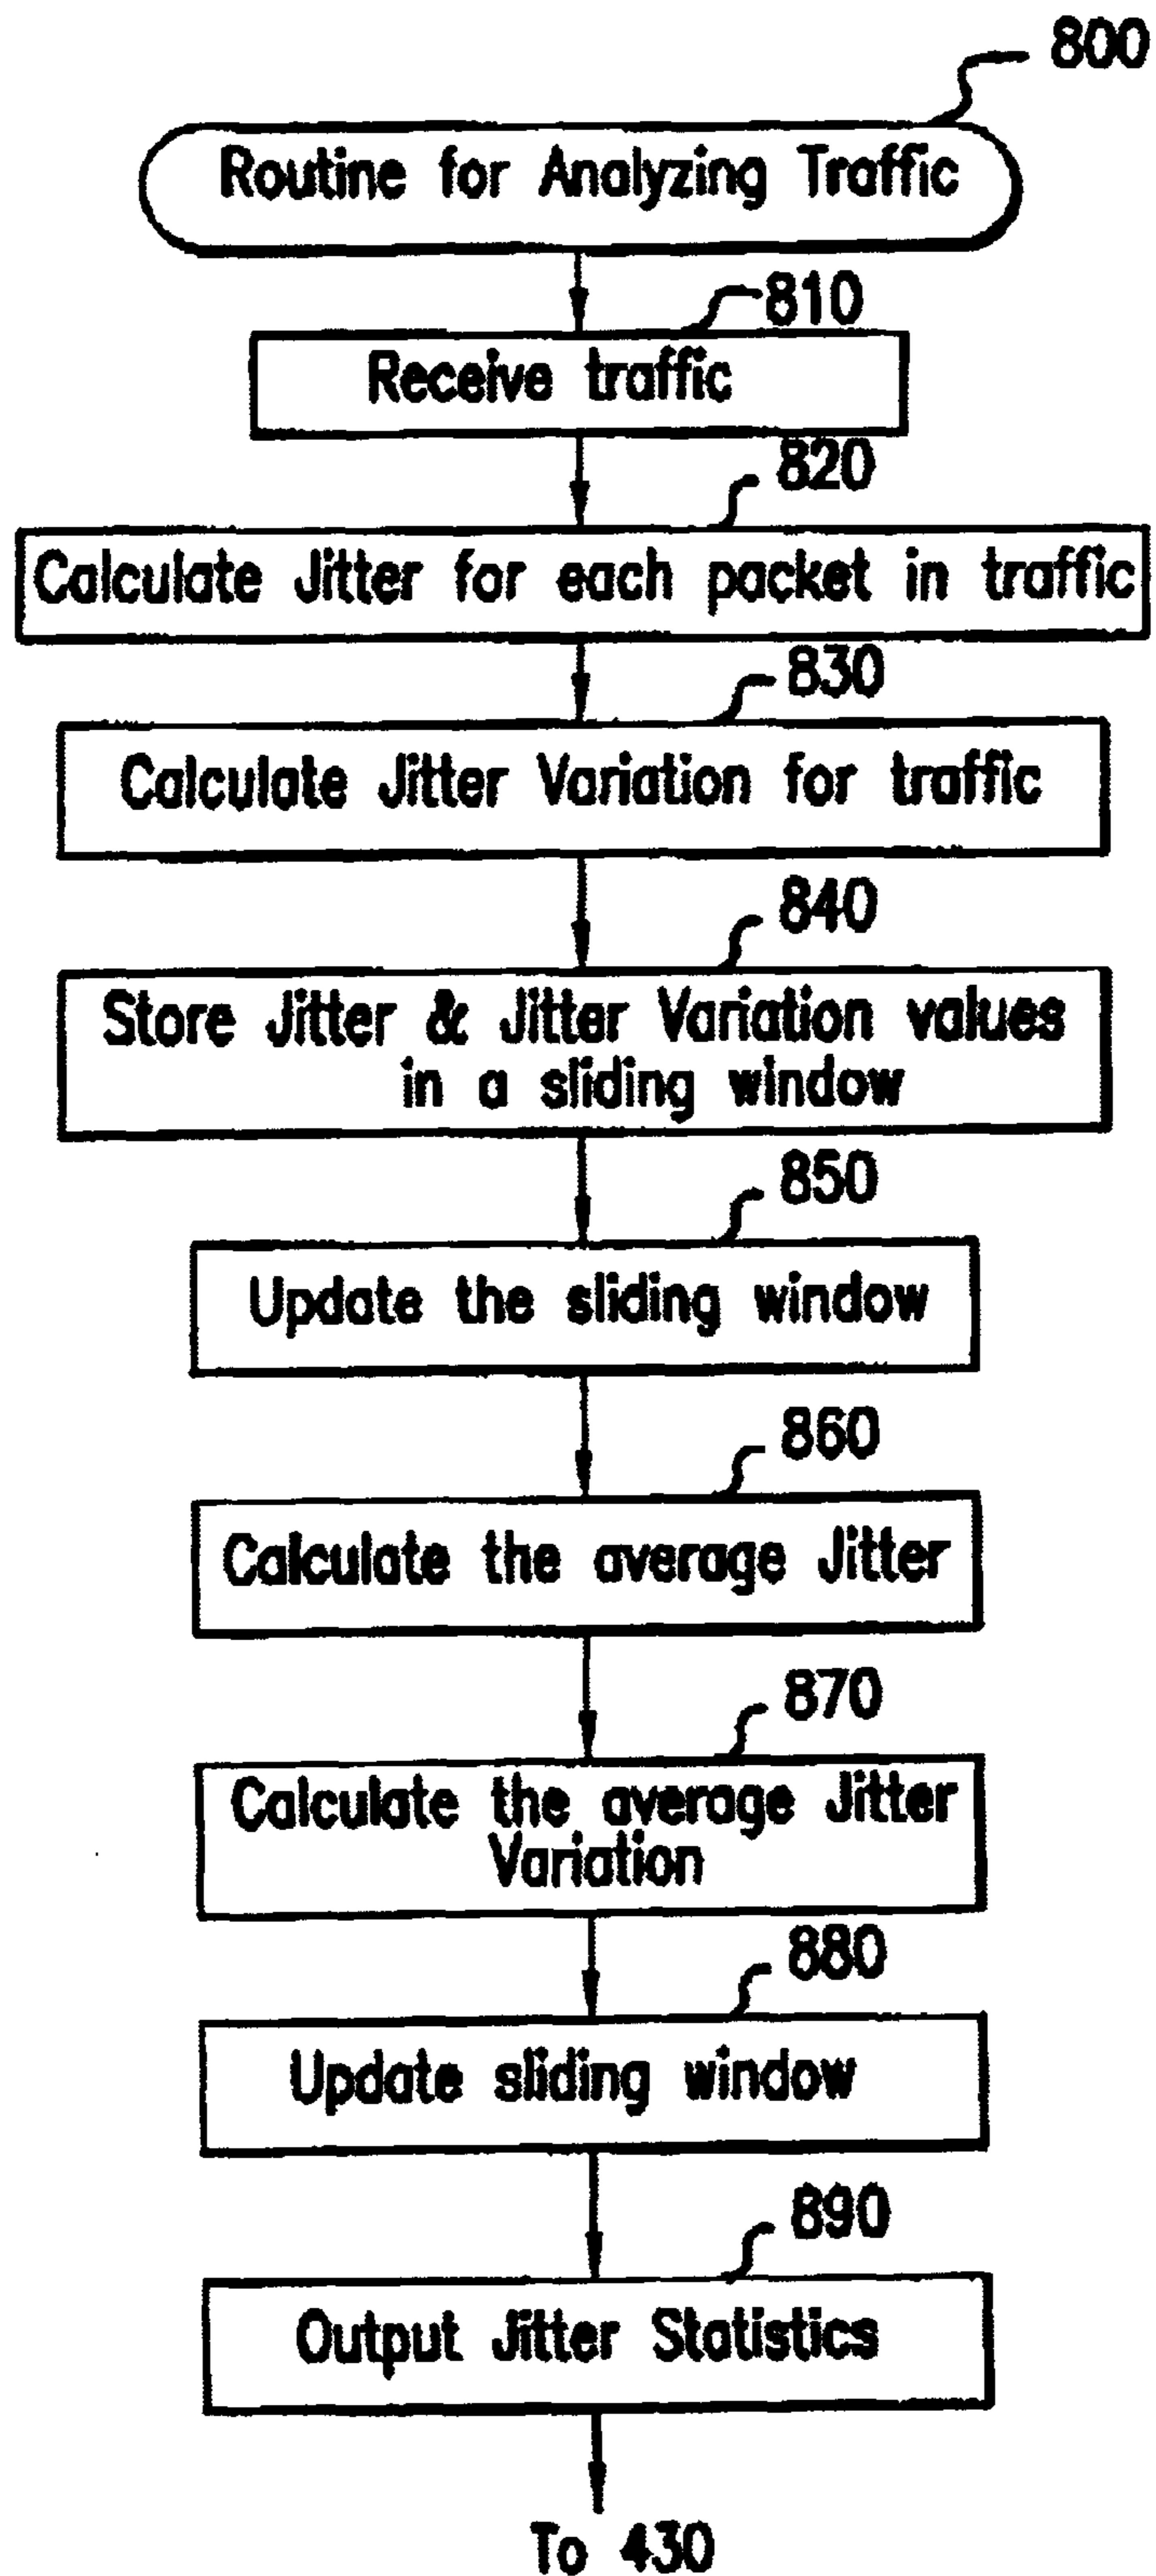 800
Routine for Analyzing Traffic
810
Receive traffic
820
Calculate Jitter for each packet in traffic
830
Calculate Jitter Variation for traffic
840
Store Jitter & Jitter Variation values
in a sliding window
850
Update the sliding window
860
Calculate the average Jitter
870
Calculate the average Jitter
Variation
880
Update sliding window
890
Output Jitter Statistics
To 430